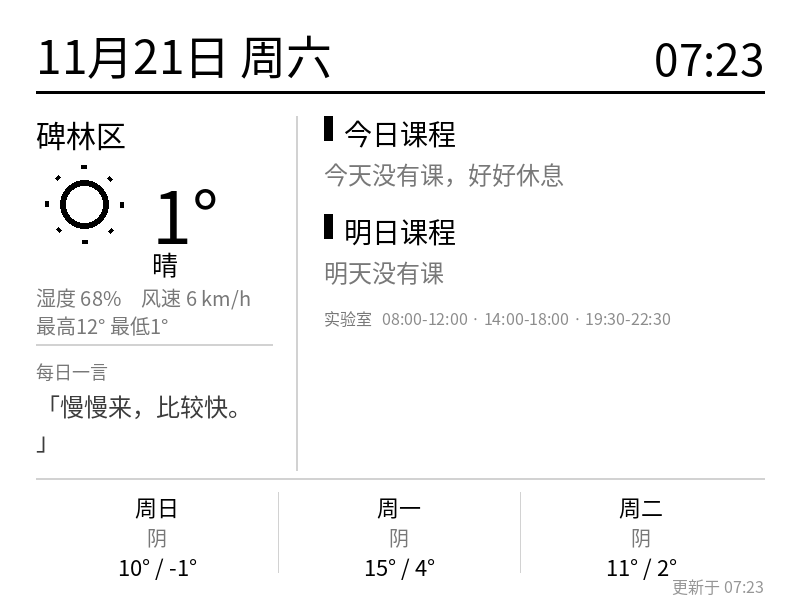 11月21日 周六
07:23
碑林区
1°
晴
湿度 68% 风速 6 km/h
最高12° 最低1°
每日一言
「慢慢来，比较快。
」
今日课程
今天没有课，好好休息
明日课程
明天没有课
实验室 08:00-12:00 · 14:00-18:00 · 19:30-22:30
周日
阴
10° / -1°
周一
阴
15° / 4°
周二
阴
11° / 2°
更新于 07:23